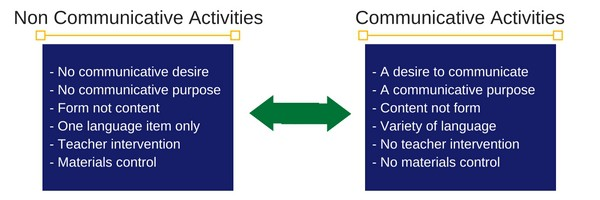 Non Communicative Activities
- No communicative desire
- No communicative purpose
- Form not content
- One language item only
- Teacher intervention
- Materials control
Communicative Activities
- A desire to communicate
- A communicative purpose
- Content not form
- Variety of language
- No teacher intervention
- No materials control